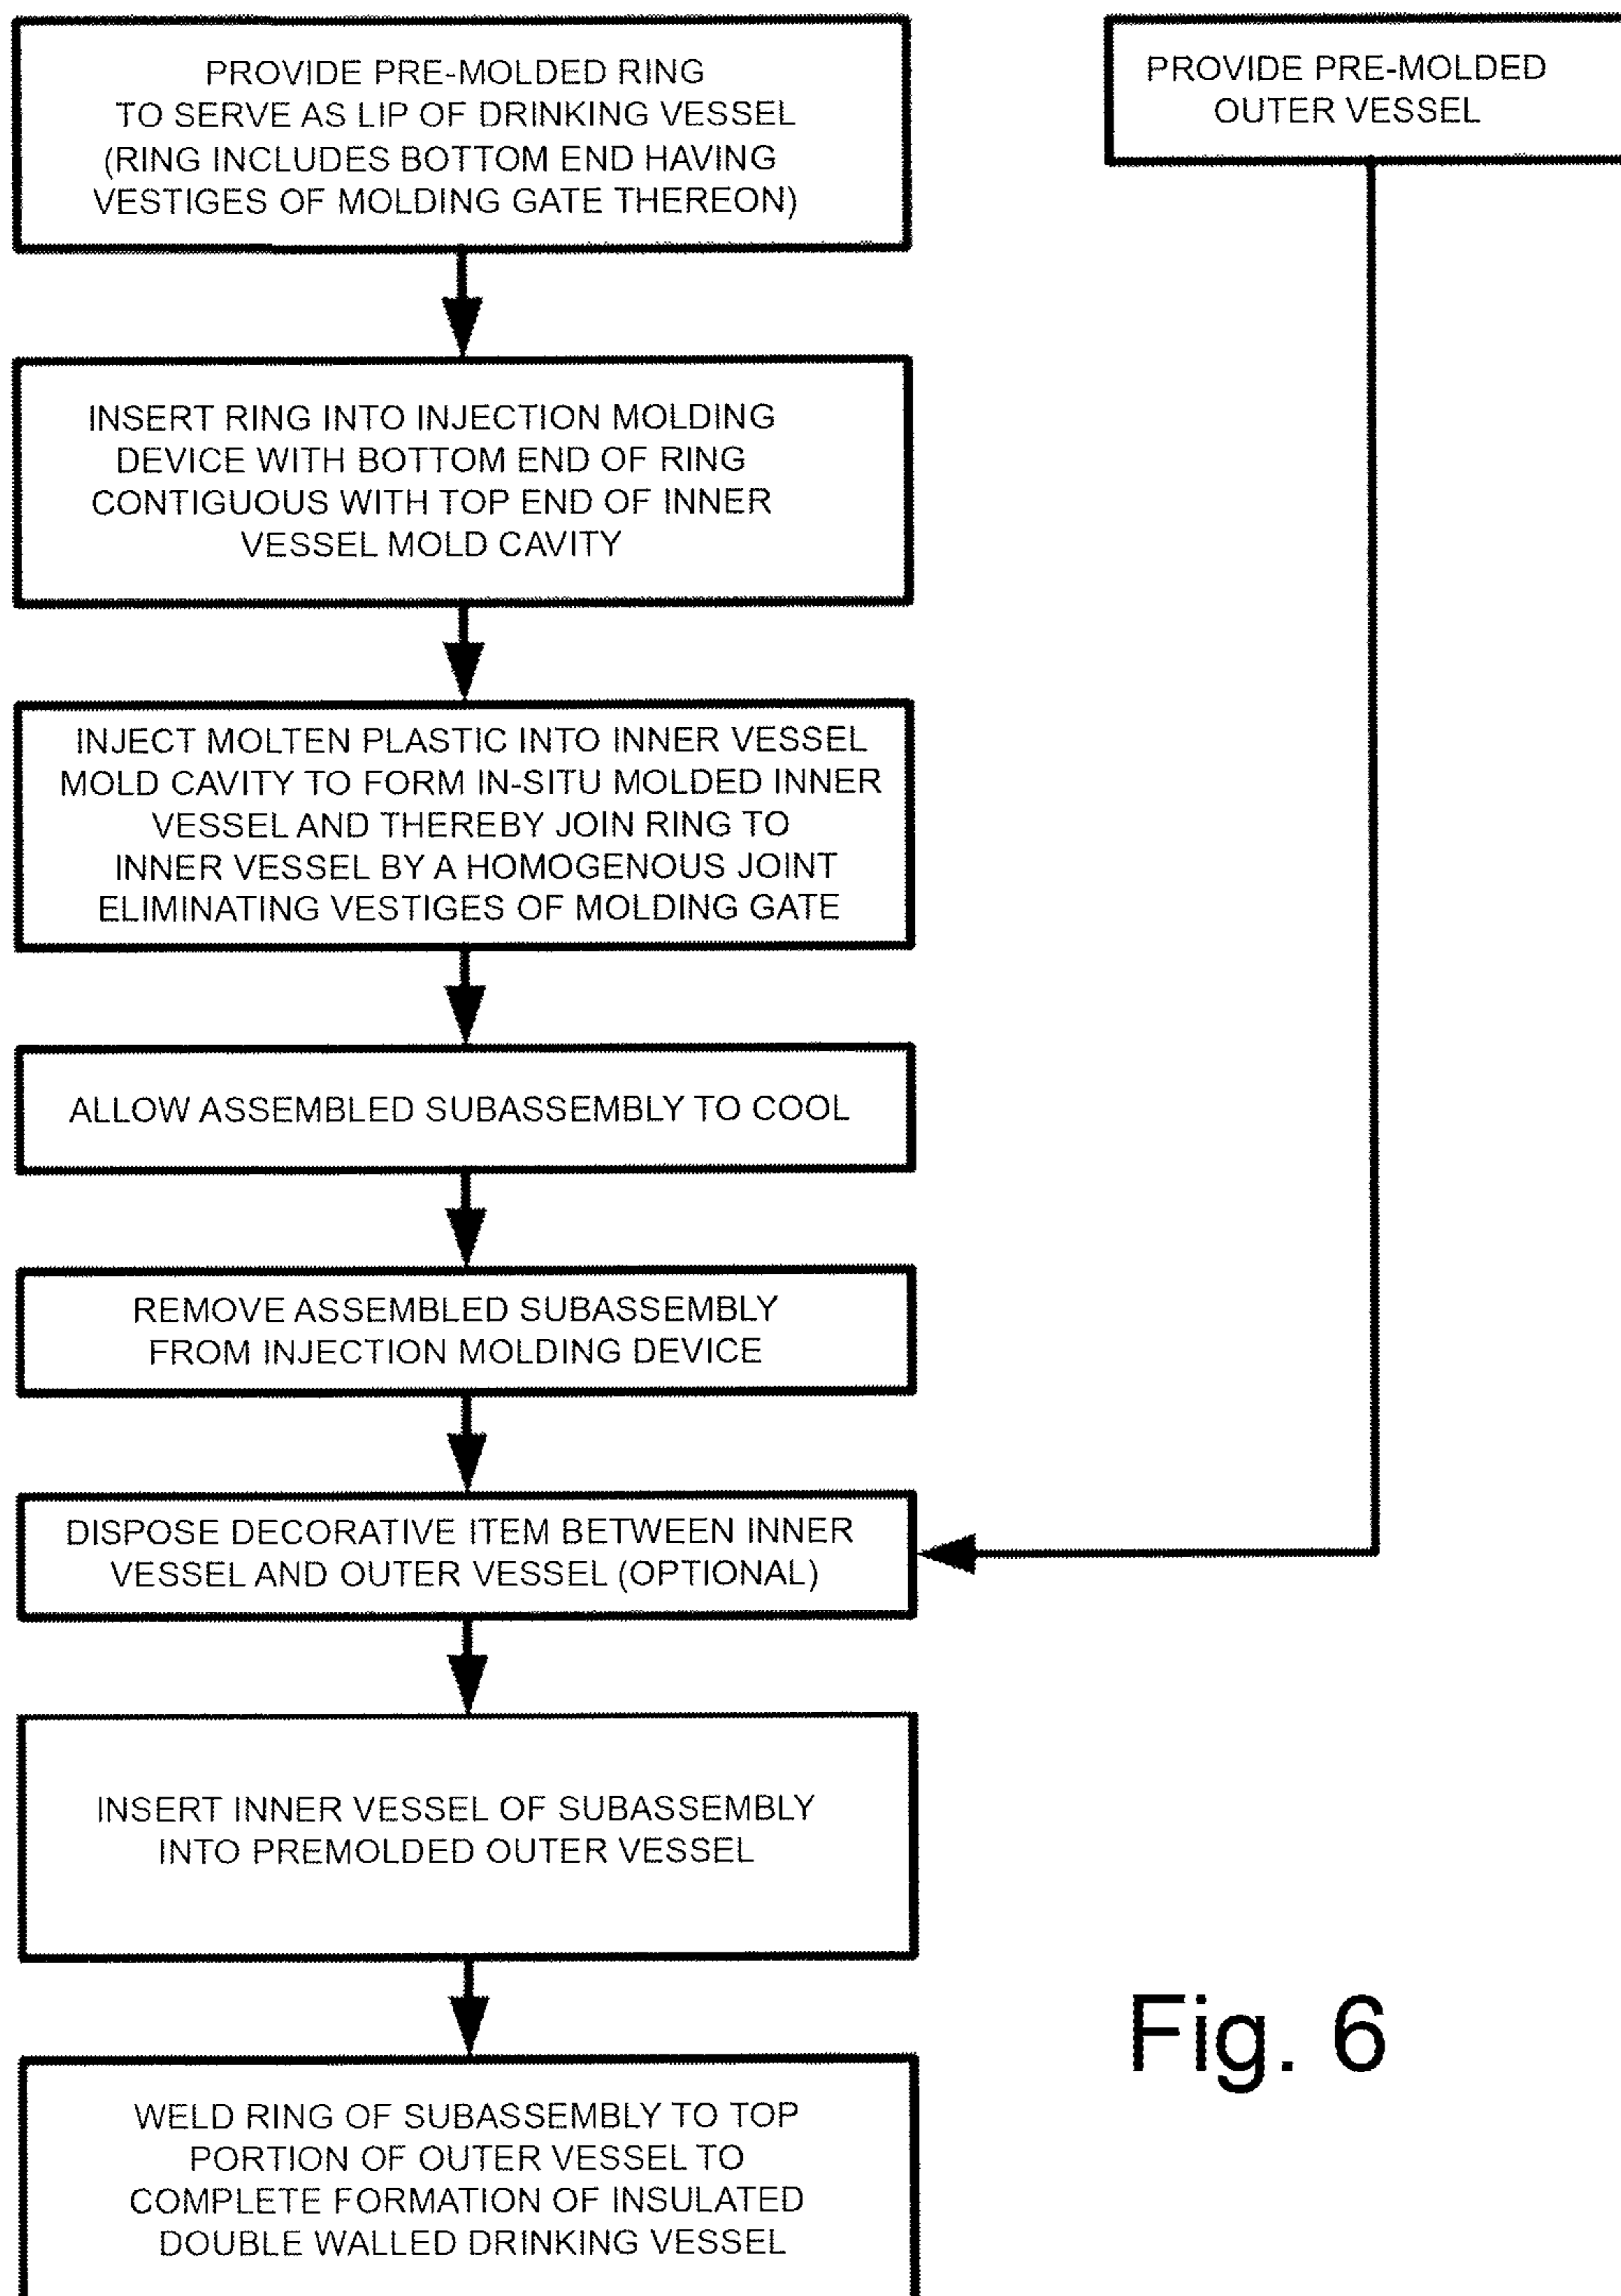 PROVIDE PRE-MOLDED RING
TO SERVE AS LIP OF DRINKING VESSEL
(RING INCLUDES BOTTOM END HAVING
VESTIGES OF MOLDING GATE THEREON)
PROVIDE PRE-MOLDED
OUTER VESSEL
INSERT RING INTO INJECTION MOLDING
DEVICE WITH BOTTOM END OF RING
CONTIGUOUS WITH TOP END OF INNER
VESSEL MOLD CAVITY
INJECT MOLTEN PLASTIC INTO INNER VESSEL
MOLD CAVITY TO FORM IN-SITU MOLDED INNER
VESSEL AND THEREBY JOIN RING TO
INNER VESSEL BY A HOMOGENOUS JOINT
ELIMINATING VESTIGES OF MOLDING GATE
ALLOW ASSEMBLED SUBASSEMBLY TO COOL
REMOVE ASSEMBLED SUBASSEMBLY
FROM INJECTION MOLDING DEVICE
DISPOSE DECORATIVE ITEM BETWEEN INNER
VESSEL AND OUTER VESSEL (OPTIONAL)
INSERT INNER VESSEL OF SUBASSEMBLY
INTO PREMOLDED OUTER VESSEL
WELD RING OF SUBASSEMBLY TO TOP
PORTION OF OUTER VESSEL TO
COMPLETE FORMATION OF INSULATED
DOUBLE WALLED DRINKING VESSEL
Fig. 6